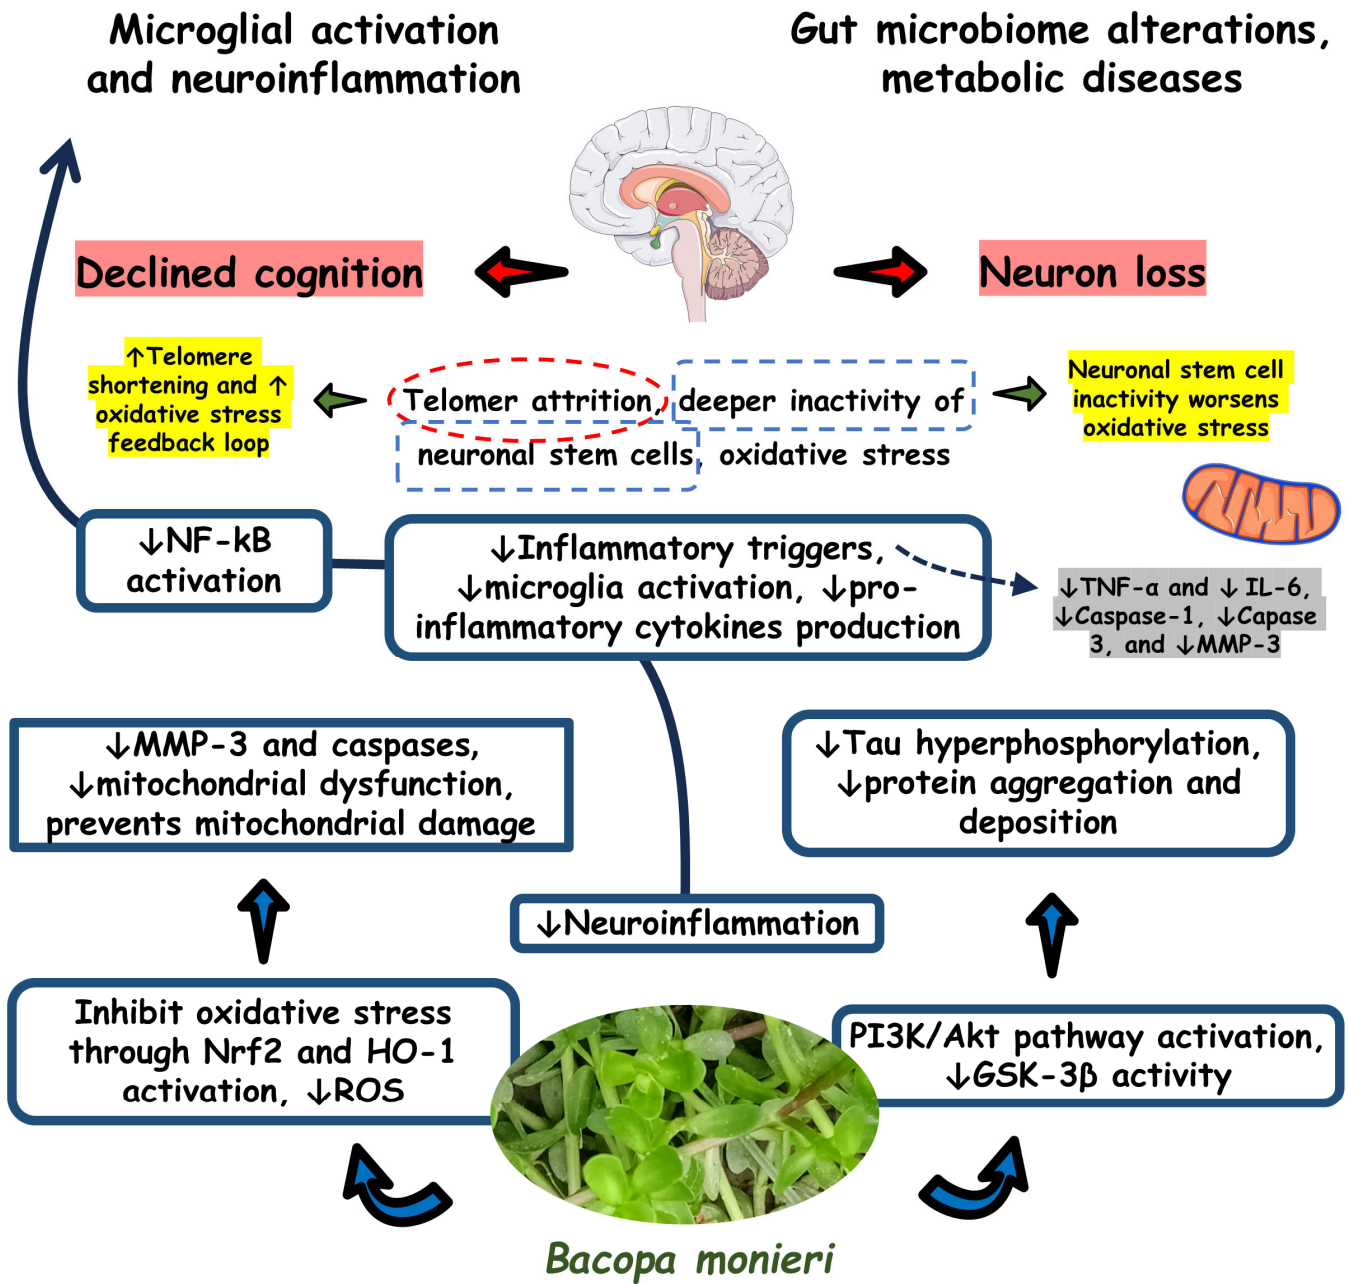 Microglial activation
and neuroinflammation
Gut microbiome alterations,
metabolic diseases
Declined cognition
Neuron loss
↑Telomere
shortening and ↑
oxidative stress
feedback loop
Telomer attrition, deeper inactivity of
neuronal stem cells, oxidative stress
Neuronal stem cell
inactivity worsens
oxidative stress
↓NF-kB
activation
↓Inflammatory triggers,
↓microglia activation, ↓pro-
inflammatory cytokines production
↓TNF-α and ↓ IL-6,
↓Caspase-1, ↓Capase
3, and ↓MMP-3
↓MMP-3 and caspases,
↓mitochondrial dysfunction,
prevents mitochondrial damage
↓Tau hyperphosphorylation,
↓protein aggregation and
deposition
↓Neuroinflammation
Inhibit oxidative stress
through Nrf2 and HO-1
activation, ↓ROS
PI3K/Akt pathway activation,
↓GSK-3β activity
Bacopa monieri